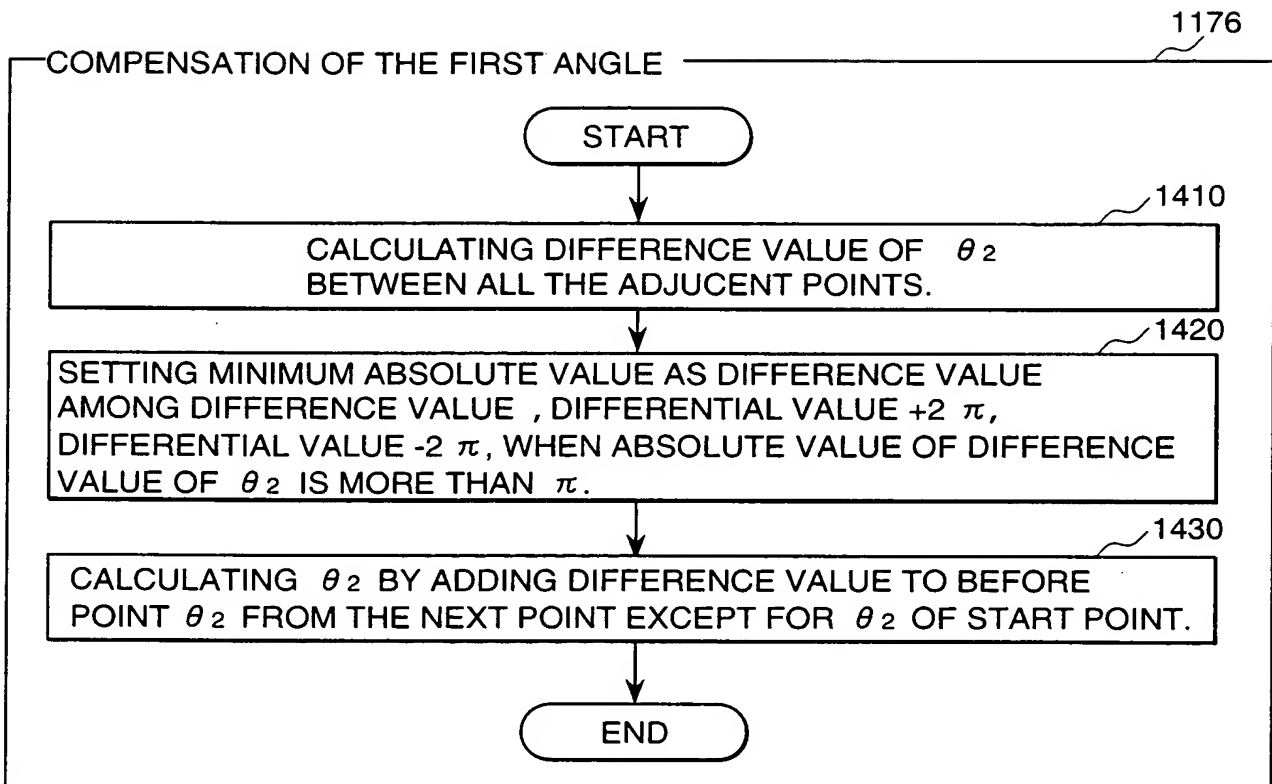 1176
COMPENSATION OF THE FIRST ANGLE
START
1410
CALCULATING DIFFERENCE VALUE OF θ2
BETWEEN ALL THE ADJUCENT POINTS.
1420
SETTING MINIMUM ABSOLUTE VALUE AS DIFFERENCE VALUE
AMONG DIFFERENCE VALUE , DIFFERENTIAL VALUE +2 π,
DIFFERENTIAL VALUE -2 π, WHEN ABSOLUTE VALUE OF DIFFERENCE
VALUE OF θ2 IS MORE THAN π.
1430
CALCULATING θ2 BY ADDING DIFFERENCE VALUE TO BEFORE
POINT θ2 FROM THE NEXT POINT EXCEPT FOR θ2 OF START POINT.
END